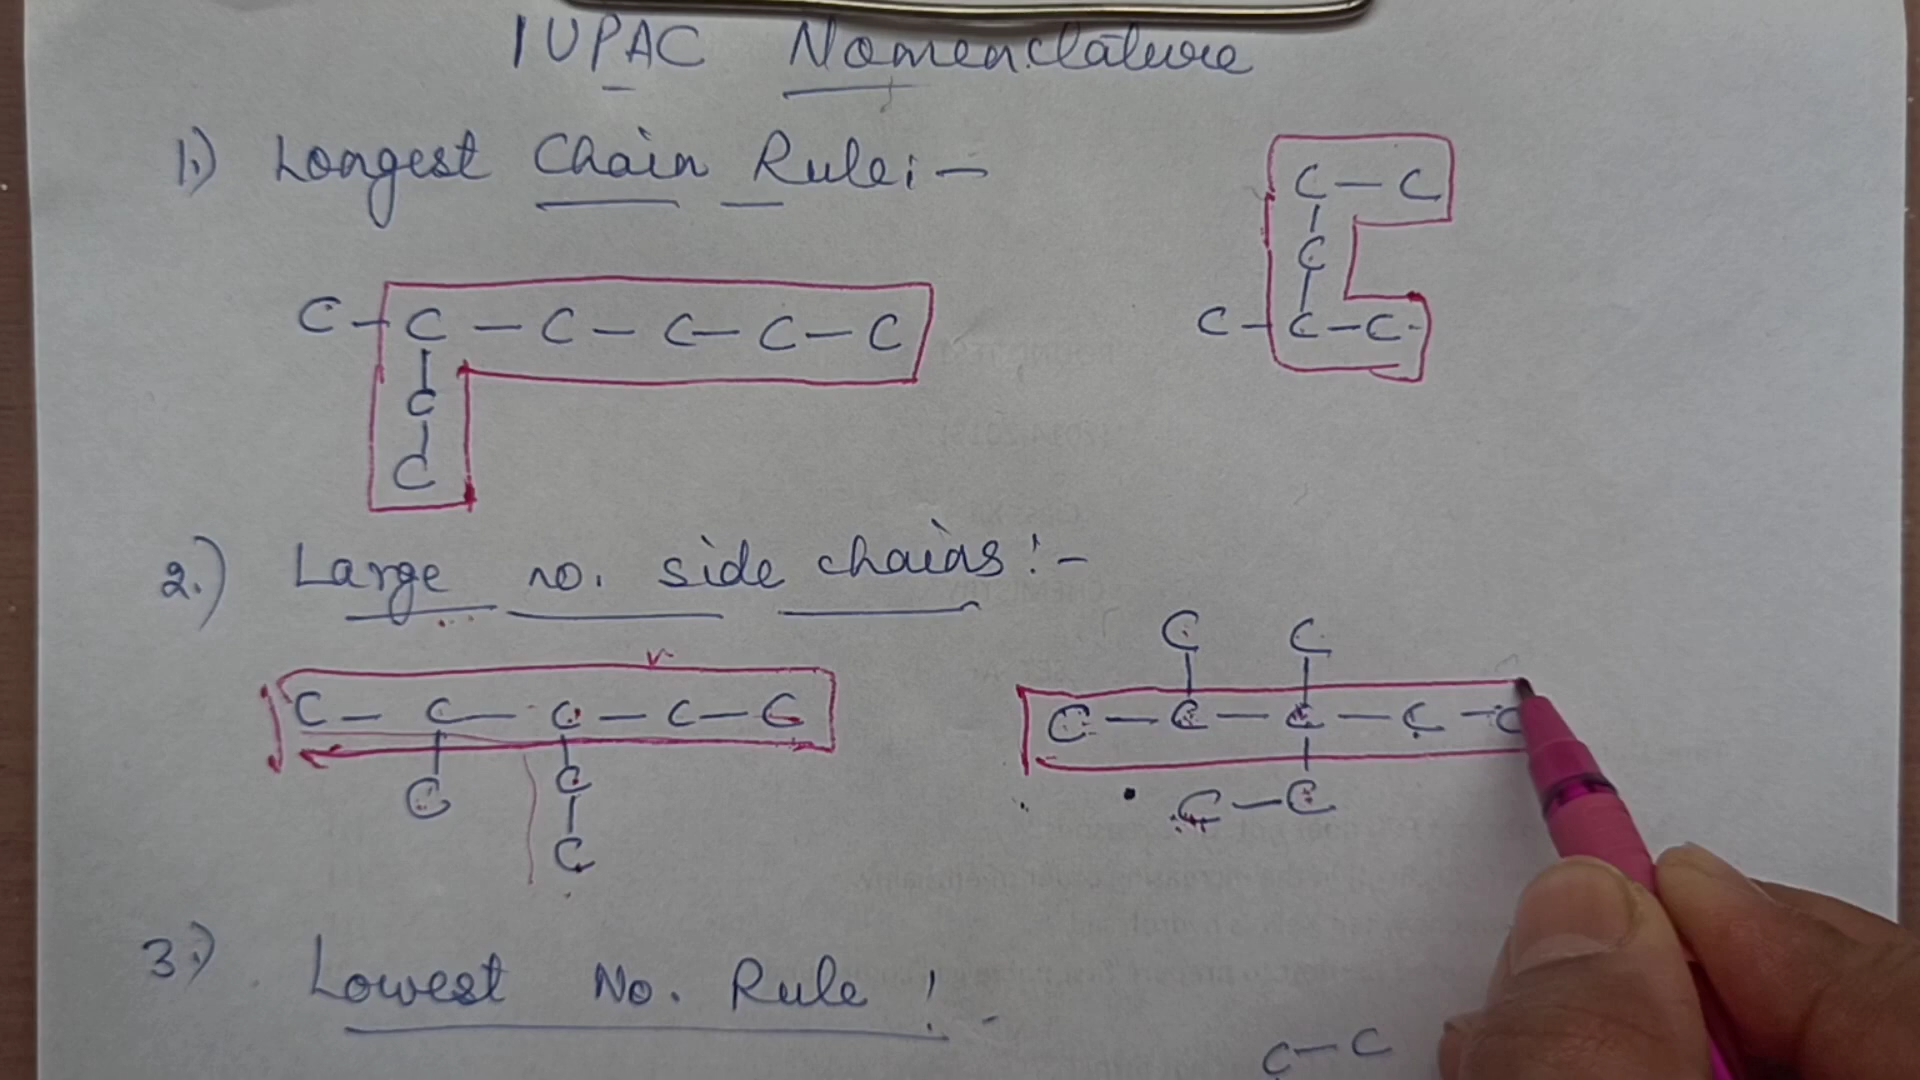 IUPAC Nomenclature
1.) Longest Chain Rule:-
C - C
C
C - C - C
C - C - C - C - C - C
C
C
2.) Large no. side chains:-
C C
C - C - C - C - C
C - C - C - C - C
C
C
C - C
C
3.) Lowest No. Rule:-
C - C